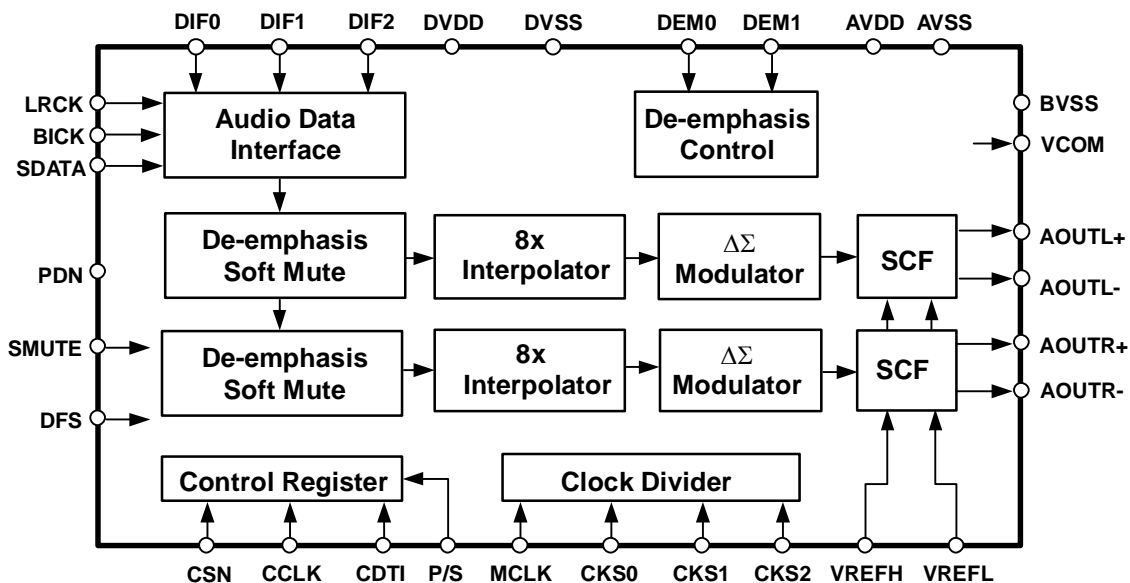 DIF0 DIF1 DIF2 DVDD DVSS DEM0 DEM1 AVDD AVSS
LRCK
BICK
SDATA
Audio Data
Interface
De-emphasis
Control
BVSS
VCOM
De-emphasis
Soft Mute
8x
Interpolator
ΔΣ
Modulator
SCF
AOUTL+
AOUTL-
PDN
SMUTE
DFS
De-emphasis
Soft Mute
8x
Interpolator
ΔΣ
Modulator
SCF
AOUTR+
AOUTR-
Control Register
Clock Divider
CSN CCLK CDTI P/S MCLK CKS0 CKS1 CKS2 VREFH VREFL